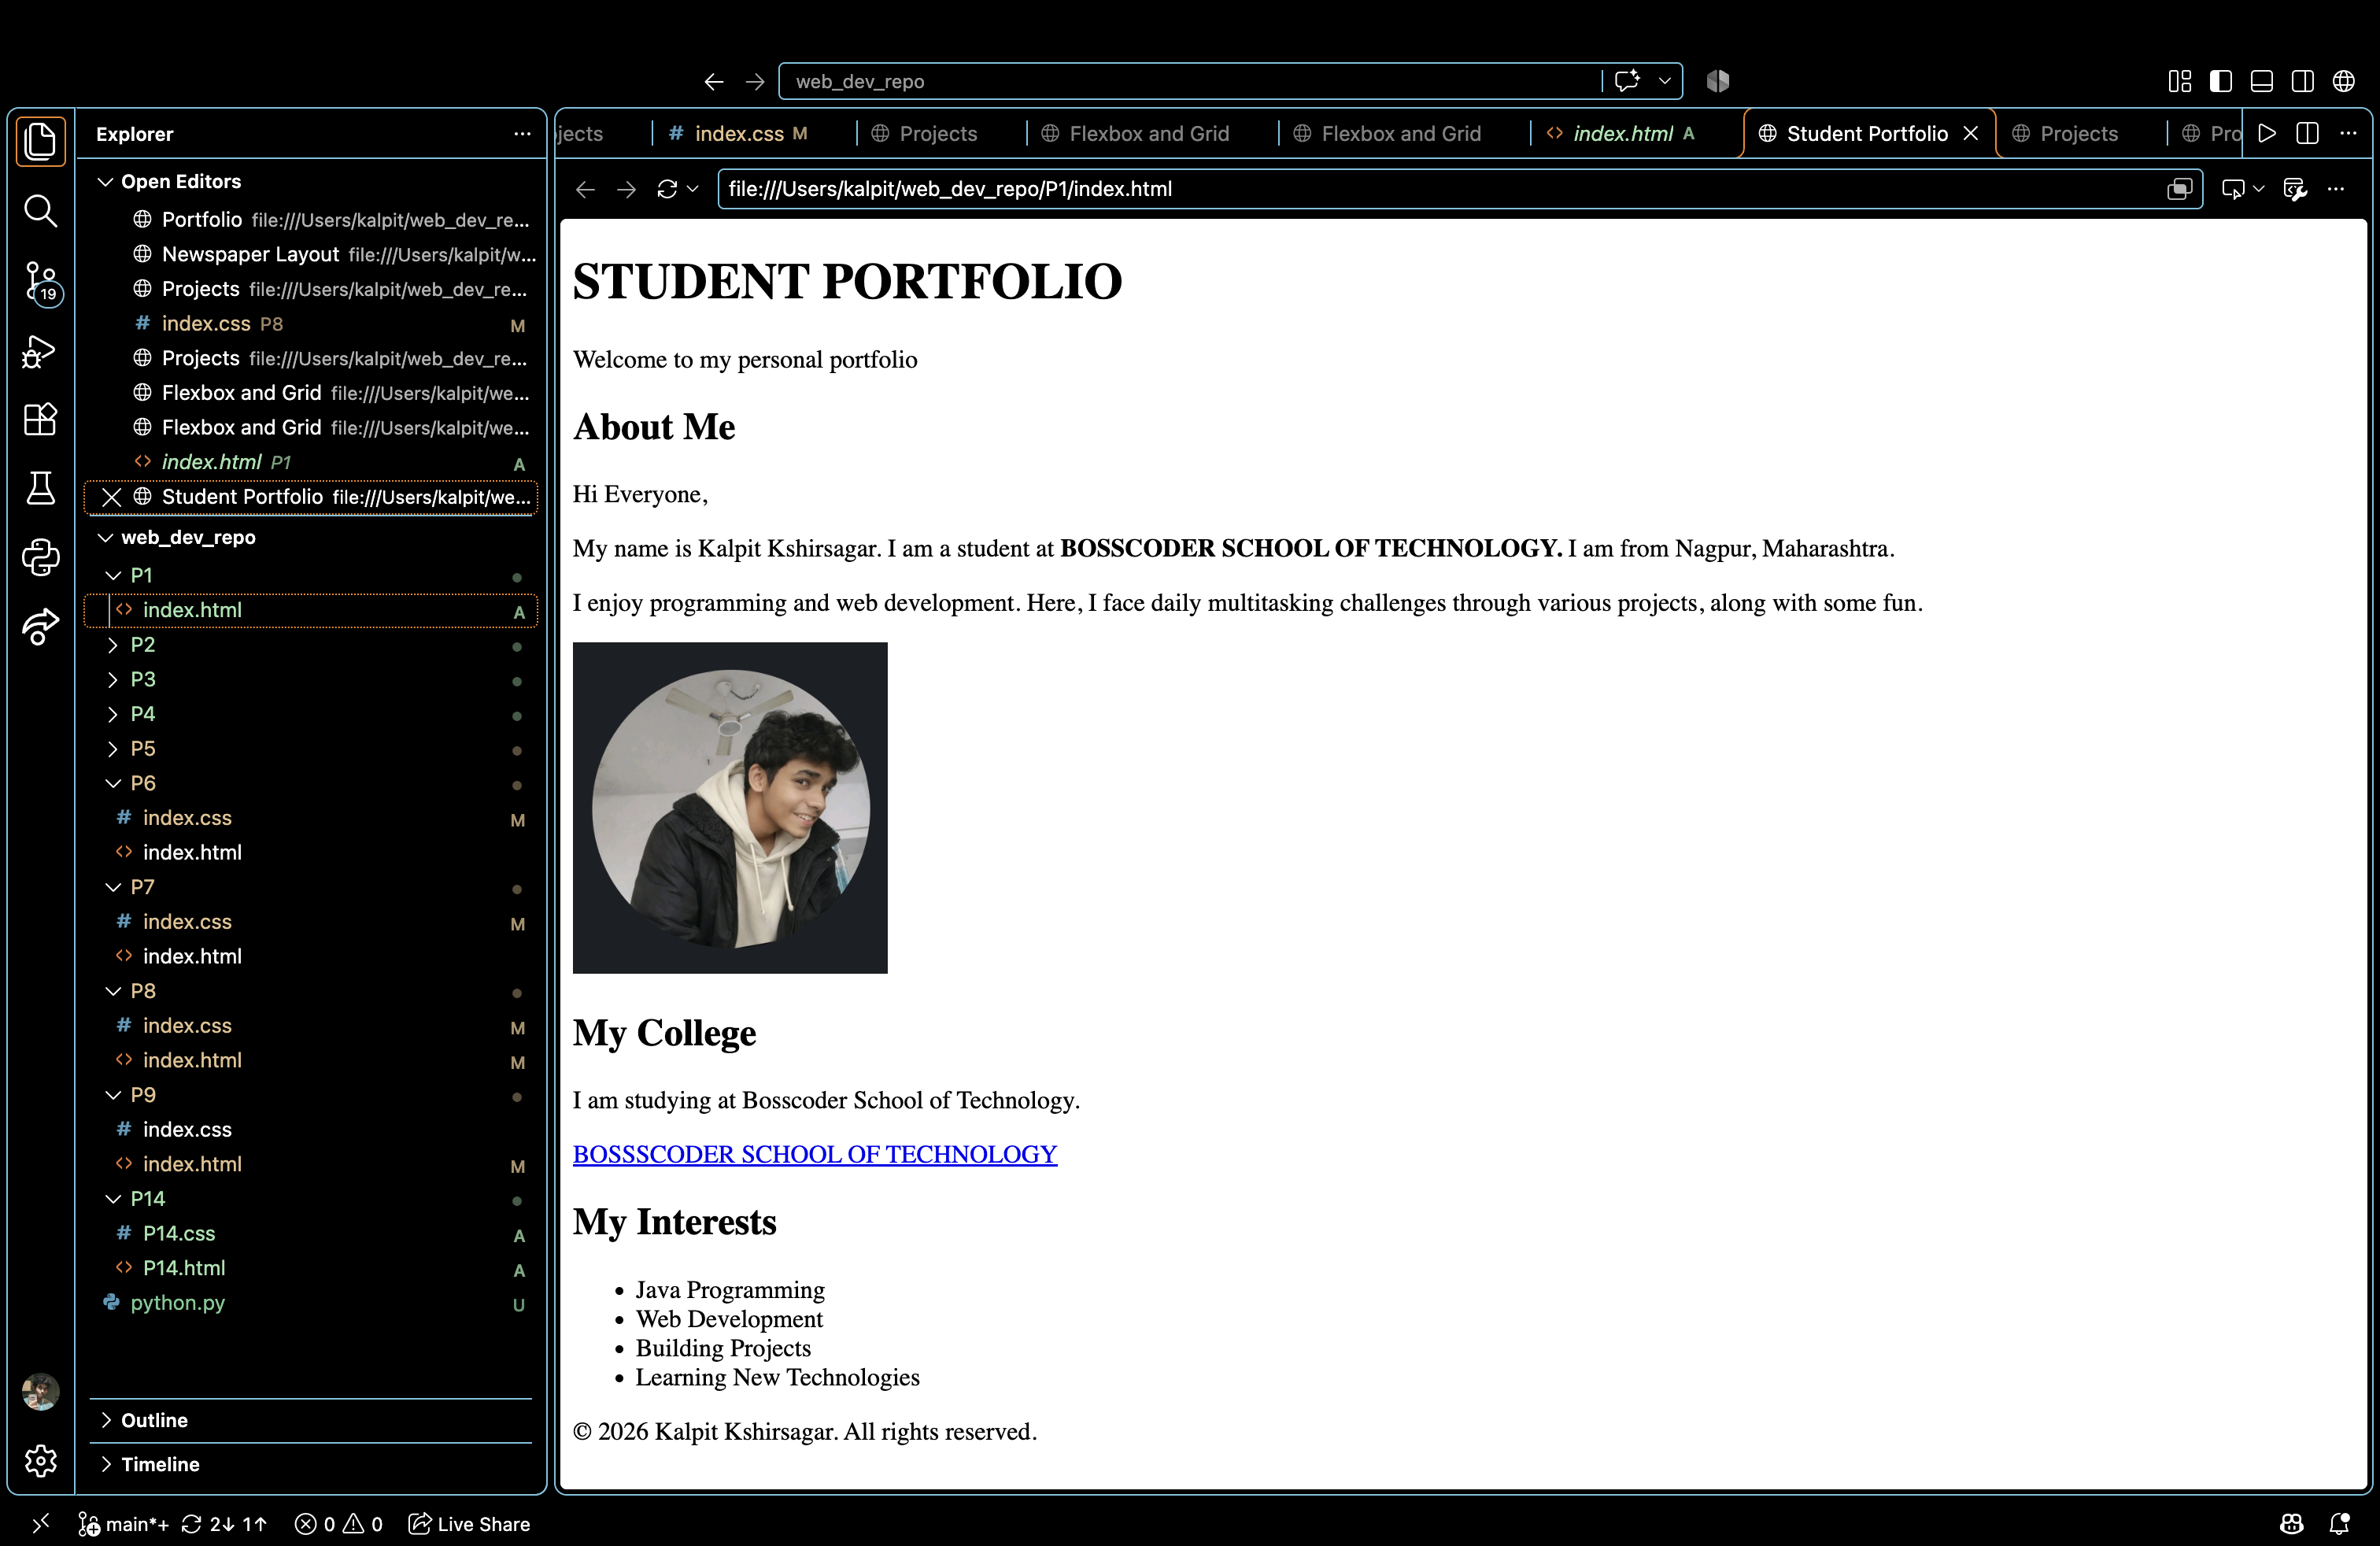 web_dev_repo
Explorer
Open Editors
Portfolio file:///Users/kalpit/web_dev_re...
Newspaper Layout file:///Users/kalpit/w...
Projects file:///Users/kalpit/web_dev_re...
index.css P8 M
Projects file:///Users/kalpit/web_dev_re...
Flexbox and Grid file:///Users/kalpit/we...
Flexbox and Grid file:///Users/kalpit/we...
index.html P1 A
Student Portfolio file:///Users/kalpit/we...
web_dev_repo
P1
index.html A
P2
P3
P4
P5
P6
index.css M
index.html
P7
index.css M
index.html
P8
index.css M
index.html M
P9
index.css
index.html M
P14
P14.css A
P14.html A
python.py U
Outline
Timeline
19
jects index.css M Projects Flexbox and Grid Flexbox and Grid index.html A Student Portfolio Projects Pro
file:///Users/kalpit/web_dev_repo/P1/index.html
STUDENT PORTFOLIO
Welcome to my personal portfolio
About Me
Hi Everyone,
My name is Kalpit Kshirsagar. I am a student at BOSSCODER SCHOOL OF TECHNOLOGY. I am from Nagpur, Maharashtra.
I enjoy programming and web development. Here, I face daily multitasking challenges through various projects, along with some fun.
My College
I am studying at Bosscoder School of Technology.
BOSSSCODER SCHOOL OF TECHNOLOGY
My Interests
• Java Programming
• Web Development
• Building Projects
• Learning New Technologies
© 2026 Kalpit Kshirsagar. All rights reserved.
main*+ 2↓ 1↑ 0 0 Live Share